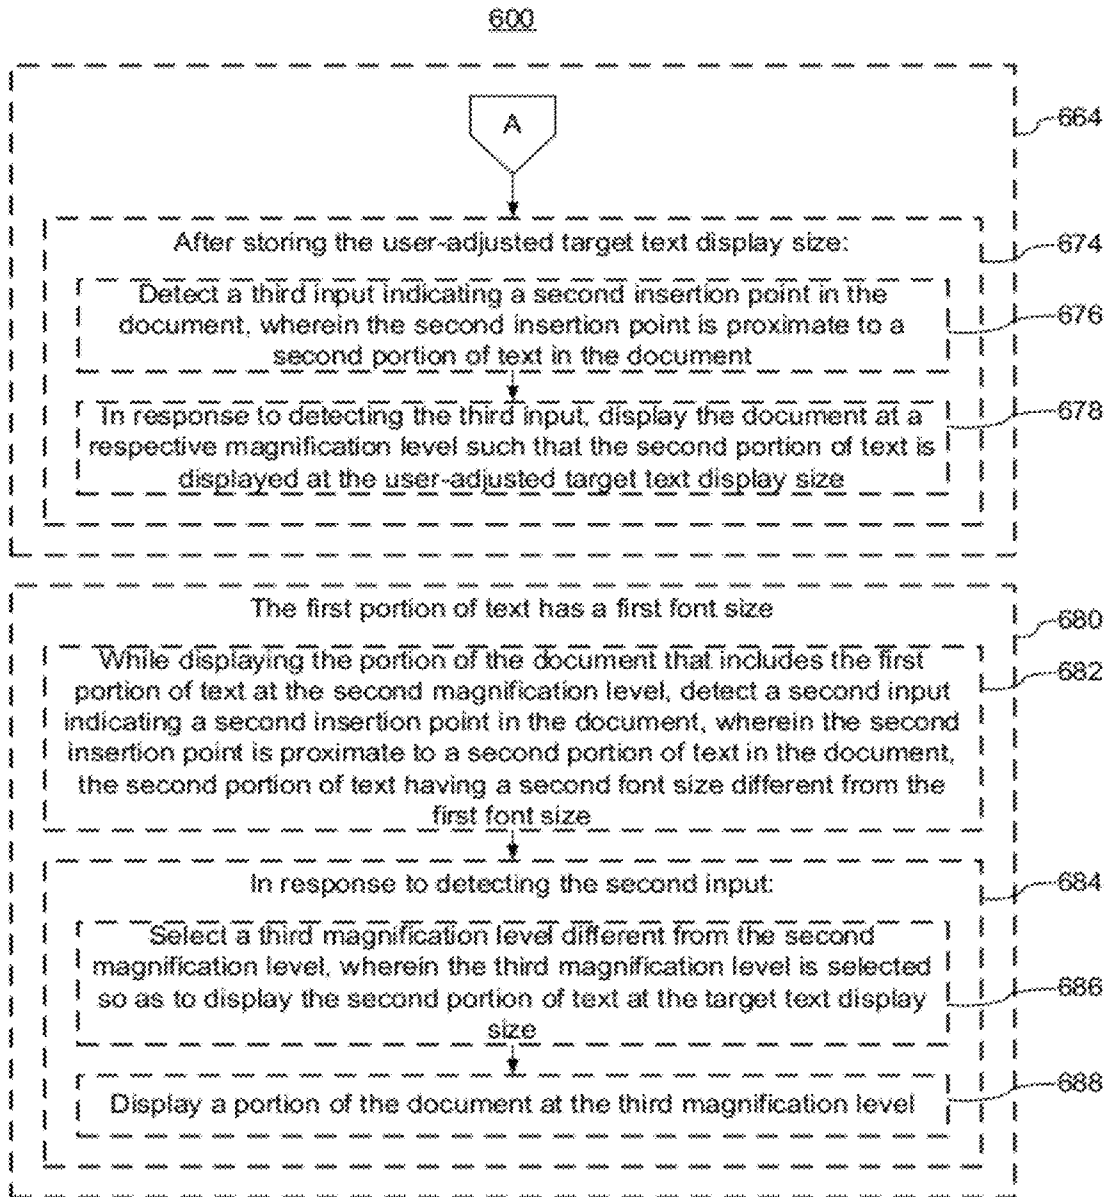 600
A
664
After storing the user-adjusted target text display size:
674
Detect a third input indicating a second insertion point in the
document, wherein the second insertion point is proximate to a
second portion of text in the document
676
In response to detecting the third input, display the document at a
respective magnification level such that the second portion of text is
displayed at the user-adjusted target text display size
678
The first portion of text has a first font size
680
While displaying the portion of the document that includes the first
portion of text at the second magnification level, detect a second input
indicating a second insertion point in the document, wherein the second
insertion point is proximate to a second portion of text in the document,
the second portion of text having a second font size different from the
first font size
682
In response to detecting the second input:
684
Select a third magnification level different from the second
magnification level, wherein the third magnification level is selected
so as to display the second portion of text at the target text display
size
686
Display a portion of the document at the third magnification level
688